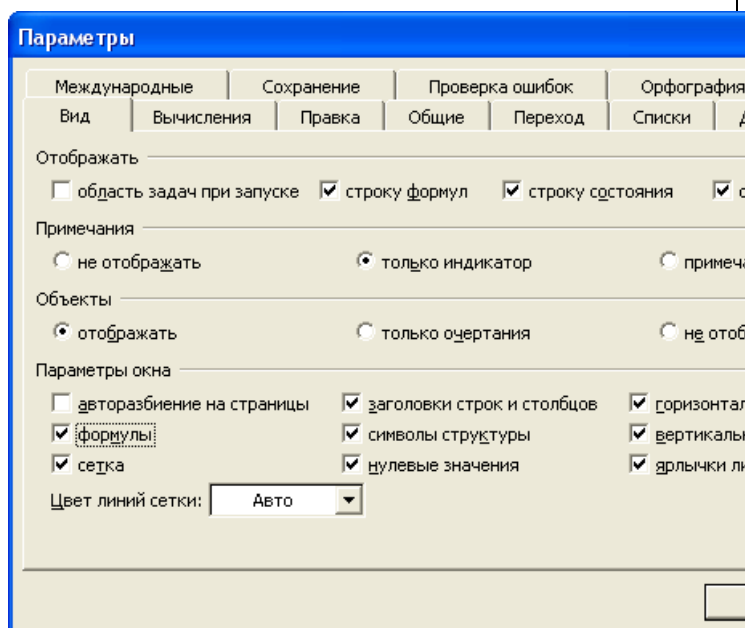 Параметры
Международные Сохранение Проверка ошибок Орфография
Вид Вычисления Правка Общие Переход Списки
Отображать
область задач при запуске строку формул строку состояния
Примечания
не отображать только индикатор
Объекты
отображать только очертания не
Параметры окна
авторазбиение на страницы заголовки строк и столбцов
формулы символы структуры
сетка нулевые значения ярлычки
Цвет линий сетки: Авто